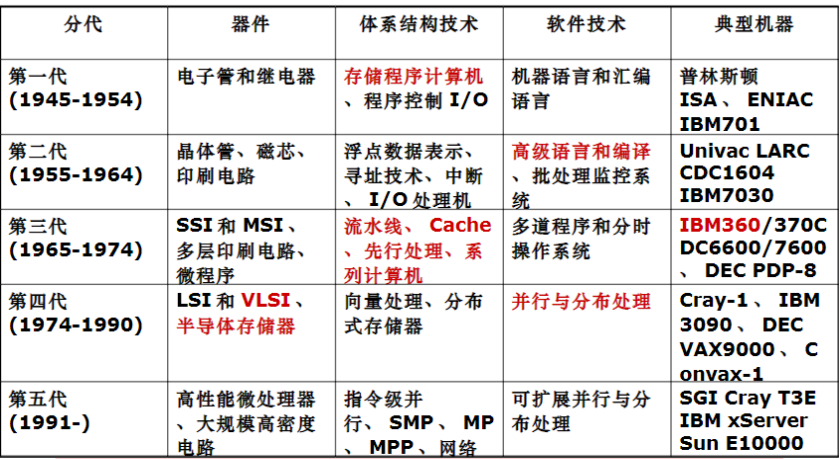 分代 器件 体系结构技术 软件技术 典型机器
第一代 电子管和继电器 存储程序计算机 机器语言和汇编 普林斯顿
(1945-1954) 、程序控制 I/O 语言 ISA 、 ENIAC
IBM701
第二代 晶体管、磁芯、 浮点数据表示、 高级语言和编译 Univac LARC
(1955-1964) 印刷电路 寻址技术、中断 、批处理监控系 CDC1604
、 I/O 处理机 统 IBM7030
第三代 SSI 和 MSI 、 流水线、 Cache 多道程序和分时 IBM360/370C
(1965-1974) 多层印刷电路、 、先行处理、系 操作系统 DC6600/7600
微程序 列计算机 、 DEC PDP-8
第四代 LSI 和 VLSI 、 向量处理、分布 并行与分布处理 Cray-1 、 IBM
(1974-1990) 半导体存储器 式存储器 3090 、 DEC
VAX9000 、 C
onvax-1
第五代 高性能微处理器 指令级并 可扩展并行与分 SGI Cray T3E
(1991-) 、大规模高密度 行、 SMP 、 MP 布处理 IBM xServer
电路 、 MPP 、网络 Sun E10000